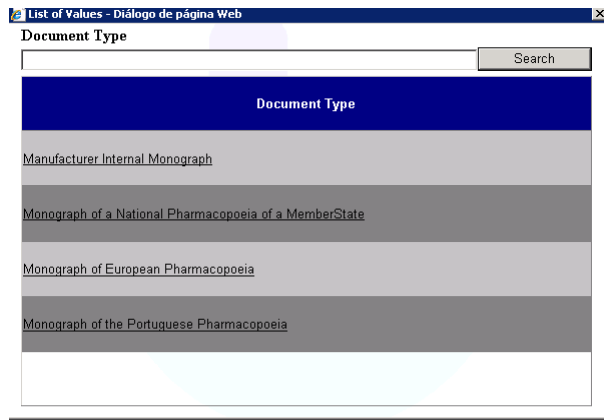 List of Values - Diálogo de página Web
Document Type
Search
Document Type
Manufacturer Internal Monograph
Monograph of a National Pharmacopoeia of a MemberState
Monograph of European Pharmacopoeia
Monograph of the Portuguese Pharmacopoeia